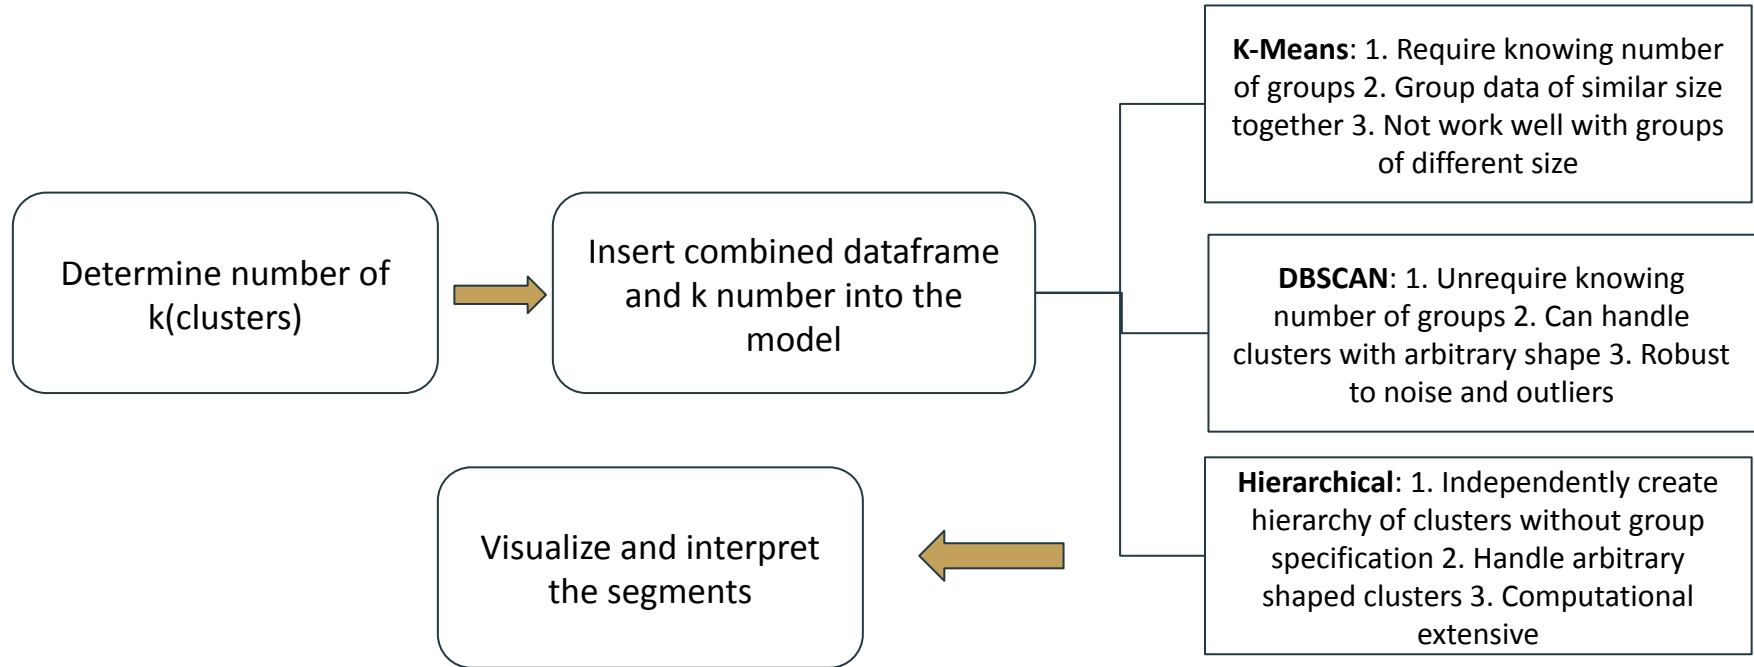 Determine number of
k(clusters)
Insert combined dataframe
and k number into the
model
K-Means: 1. Require knowing number
of groups 2. Group data of similar size
together 3. Not work well with groups
of different size
DBSCAN: 1. Unrequire knowing
number of groups 2. Can handle
clusters with arbitrary shape 3. Robust
to noise and outliers
Hierarchical: 1. Independently create
hierarchy of clusters without group
specification 2. Handle arbitrary
shaped clusters 3. Computational
extensive
Visualize and interpret
the segments